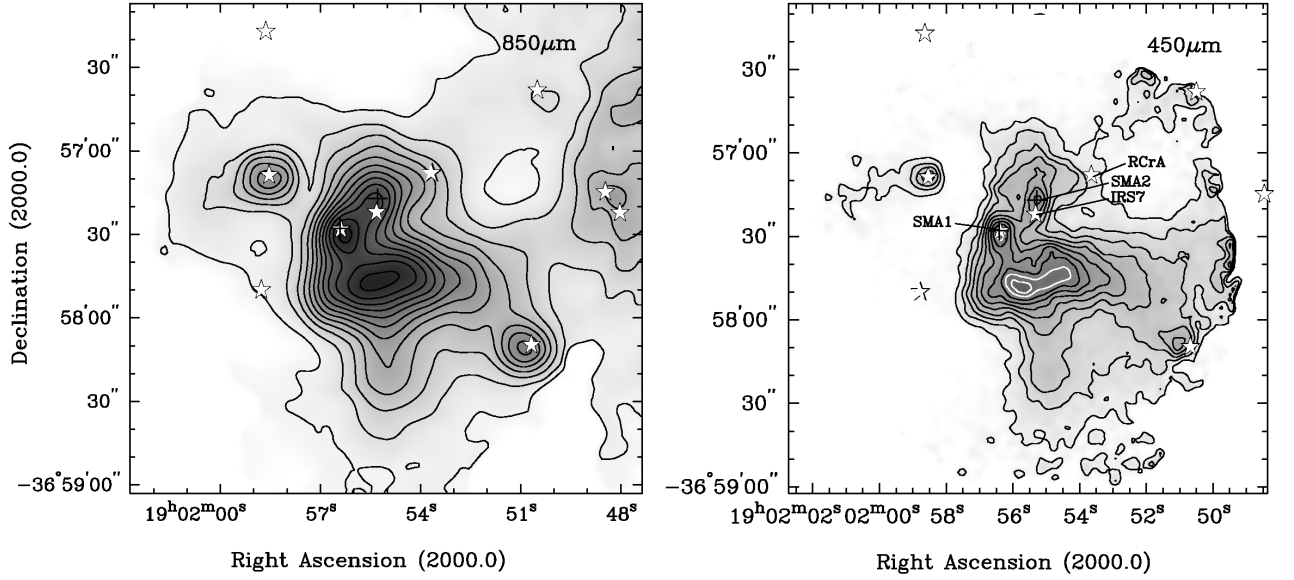 850μm
30"
57'00"
30"
58'00"
30"
-36°59'00"
Declination (2000.0)
19ʰ02ᵐ00ˢ 57ˢ 54ˢ 51ˢ 48ˢ
Right Ascension (2000.0)
450μm
30"
57'00"
RCrA
SMA2
IRS7
SMA1
30"
58'00"
30"
-36 59'00"
19ʰ02ᵐ02ˢ02ᵐ00ˢ 58ˢ 56ˢ 54ˢ 52ˢ 50ˢ
Right Ascension (2000.0)